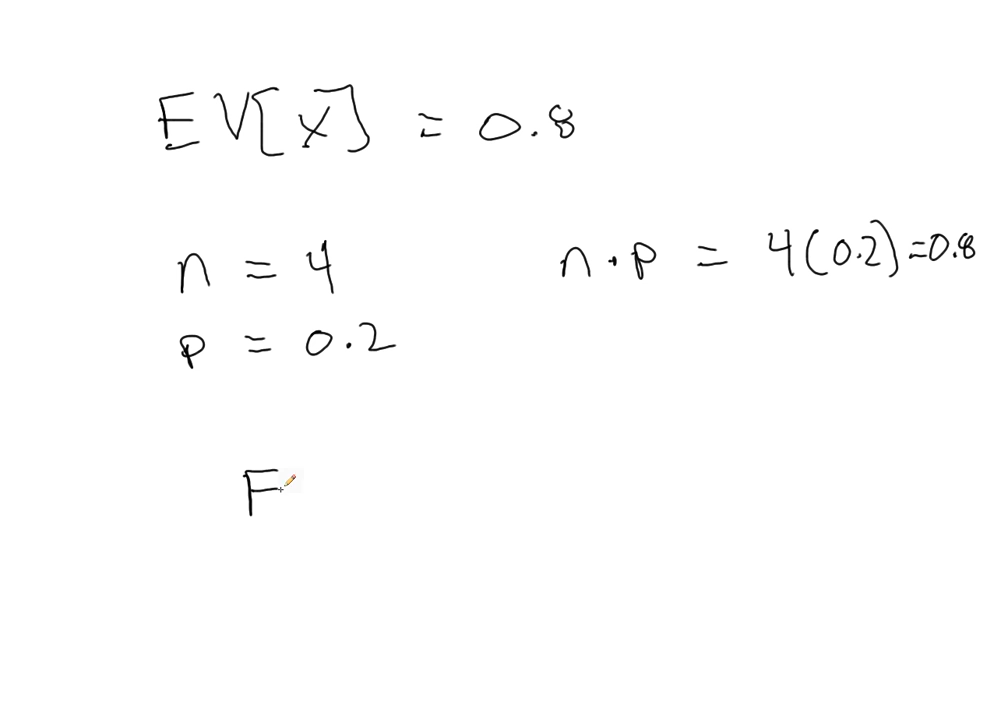 EV[X] = 0.8
n = 4 n · p = 4(0.2)=0.8
p = 0.2
F